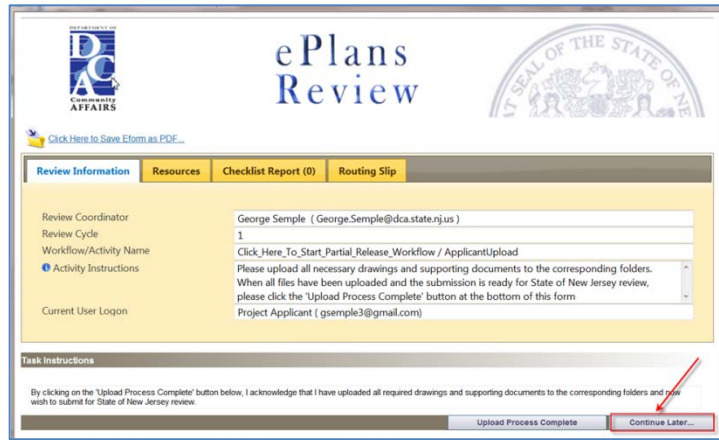 DEPARTMENT OF
DCA
Community
AFFAIRS
ePlans
Review
SEAL OF THE STATE OF NE
Click Here to Save Eform as PDF...
Review Information Resources Checklist Report (0) Routing Slip
Review Coordinator George Semple ( George.Semple@dca.state.nj.us )
Review Cycle 1
Workflow/Activity Name Click_Here_To_Start_Partial_Release_Workflow / ApplicantUpload
Activity Instructions Please upload all necessary drawings and supporting documents to the corresponding folders.
When all files have been uploaded and the submission is ready for State of New Jersey review,
please click the 'Upload Process Complete' button at the bottom of this form
Current User Logon Project Applicant ( gsemple3@gmail.com)
Task Instructions
By clicking on the 'Upload Process Complete' button below, I acknowledge that I have uploaded all required drawings and supporting documents to the corresponding folders and now
wish to submit for State of New Jersey review.
Upload Process Complete Continue Later...